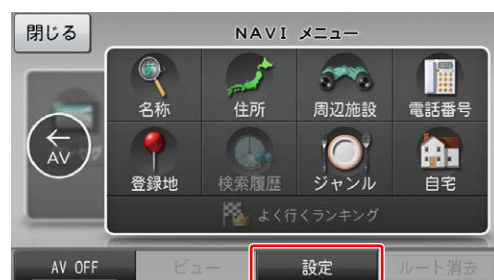 閉じる
NAVI メニュー
名称
住所
周辺施設
電話番号
AV
登録地
検索履歴
ジャンル
自宅
よく行くランキング
AV OFF
ビュー
設定
ルート消去